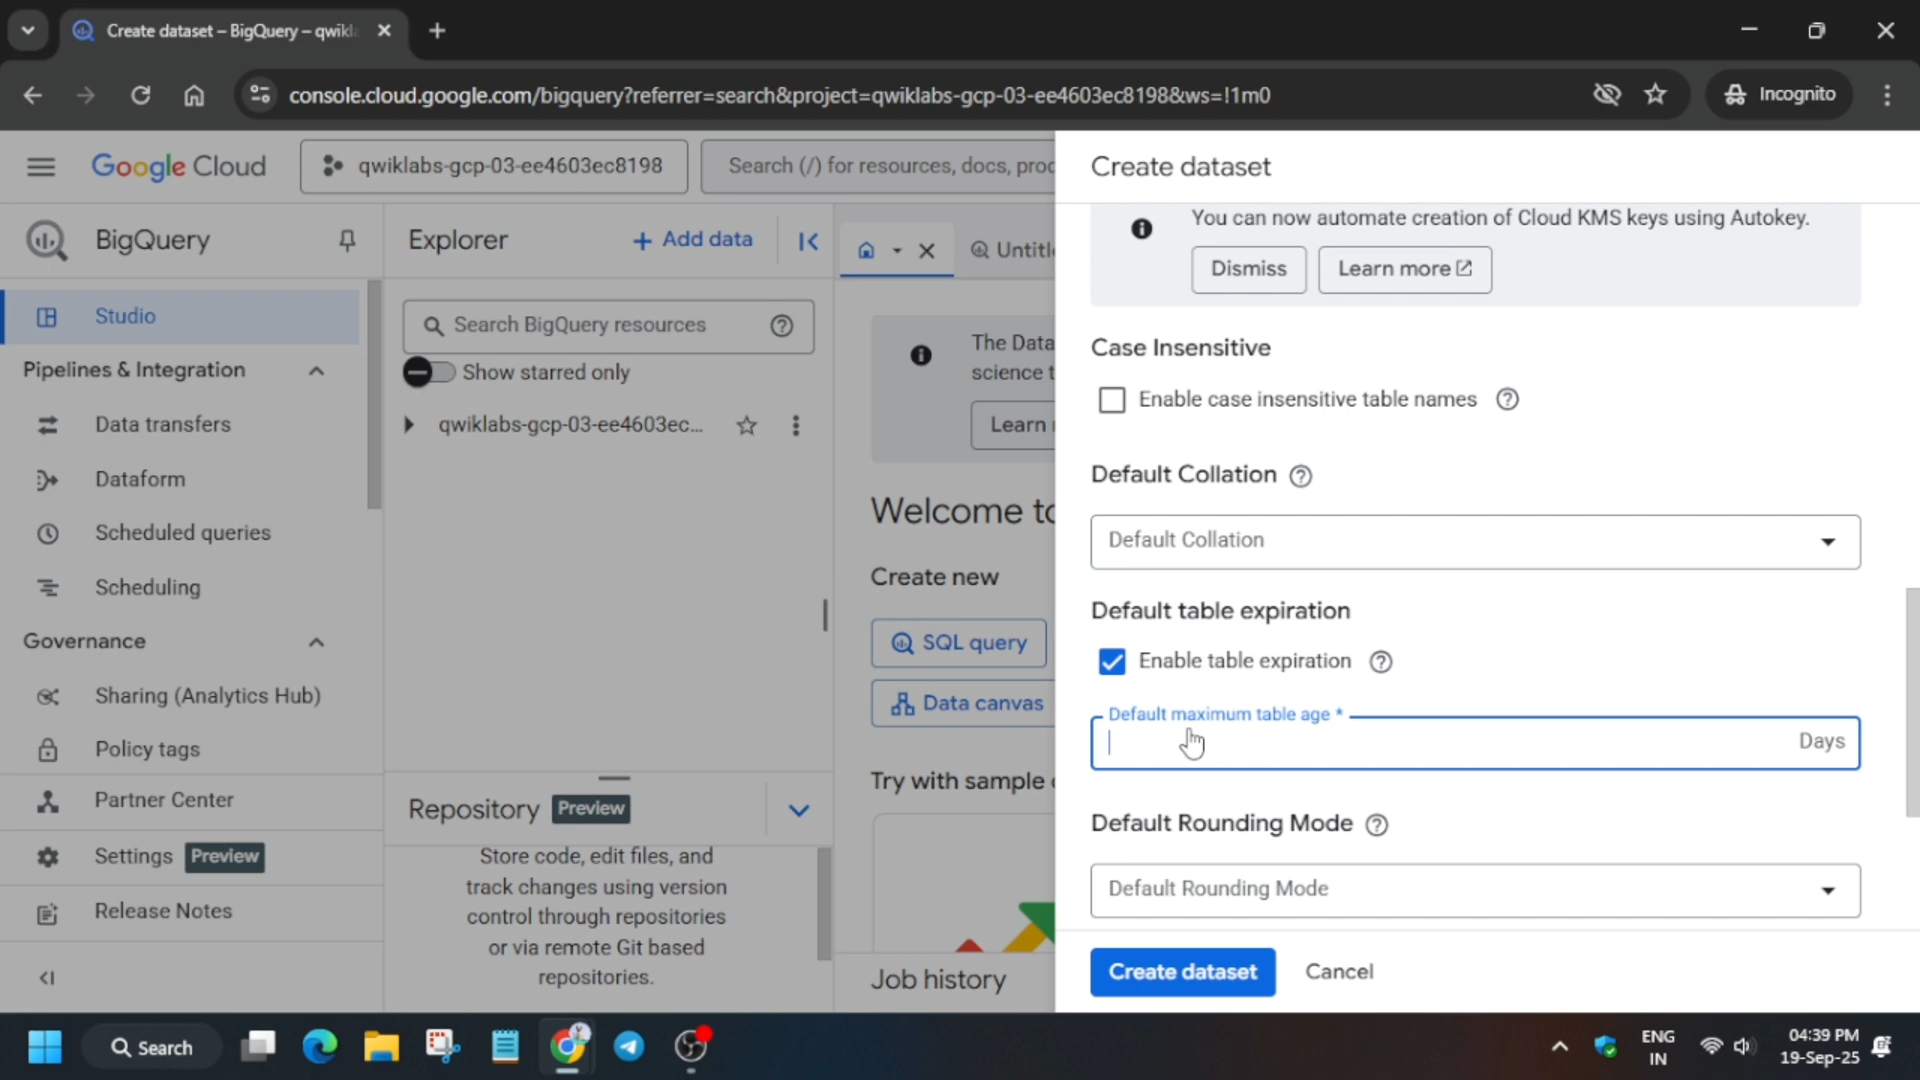 Create dataset – BigQuery – qwikl
console.cloud.google.com/bigquery?referrer=search&project=qwiklabs-gcp-03-ee4603ec8198&ws=!1m0
Incognito
Google Cloud
qwiklabs-gcp-03-ee4603ec8198
Search (/) for resources, docs, prod
BigQuery
Studio
Pipelines & Integration
Data transfers
Dataform
Scheduled queries
Scheduling
Governance
Sharing (Analytics Hub)
Policy tags
Partner Center
Settings Preview
Release Notes
Explorer
+ Add data
Search BigQuery resources
Show starred only
qwiklabs-gcp-03-ee4603ec...
Repository Preview
Store code, edit files, and
track changes using version
control through repositories
or via remote Git based
repositories.
Untitl
The Data
science t
Learn
Welcome to
Create new
SQL query
Data canvas
Try with sample
Job history
Create dataset
You can now automate creation of Cloud KMS keys using Autokey.
Dismiss
Learn more
Case Insensitive
Enable case insensitive table names
Default Collation
Default Collation
Default table expiration
Enable table expiration
Default maximum table age *
Days
Default Rounding Mode
Default Rounding Mode
Create dataset
Cancel
Search
ENG
IN
04:39 PM
19-Sep-25